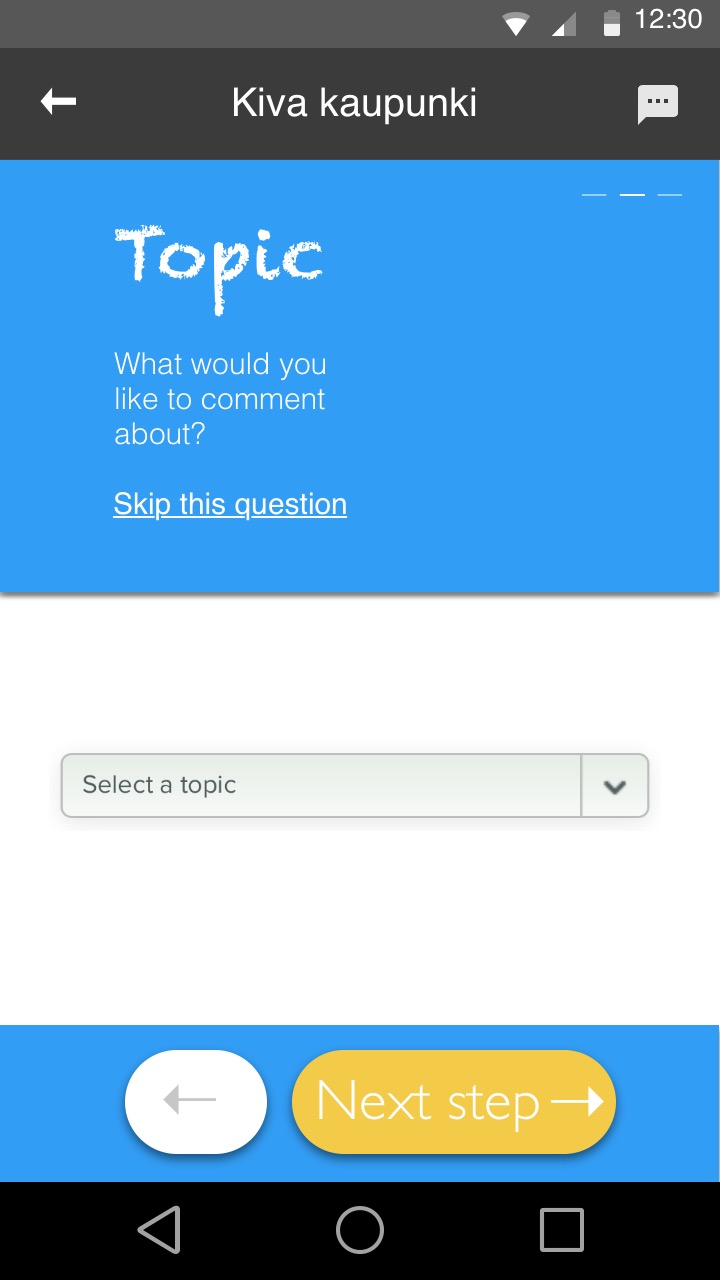 12:30
Kiva kaupunki
Topic
What would you
like to comment
about?
Skip this question
Select a topic
Next step